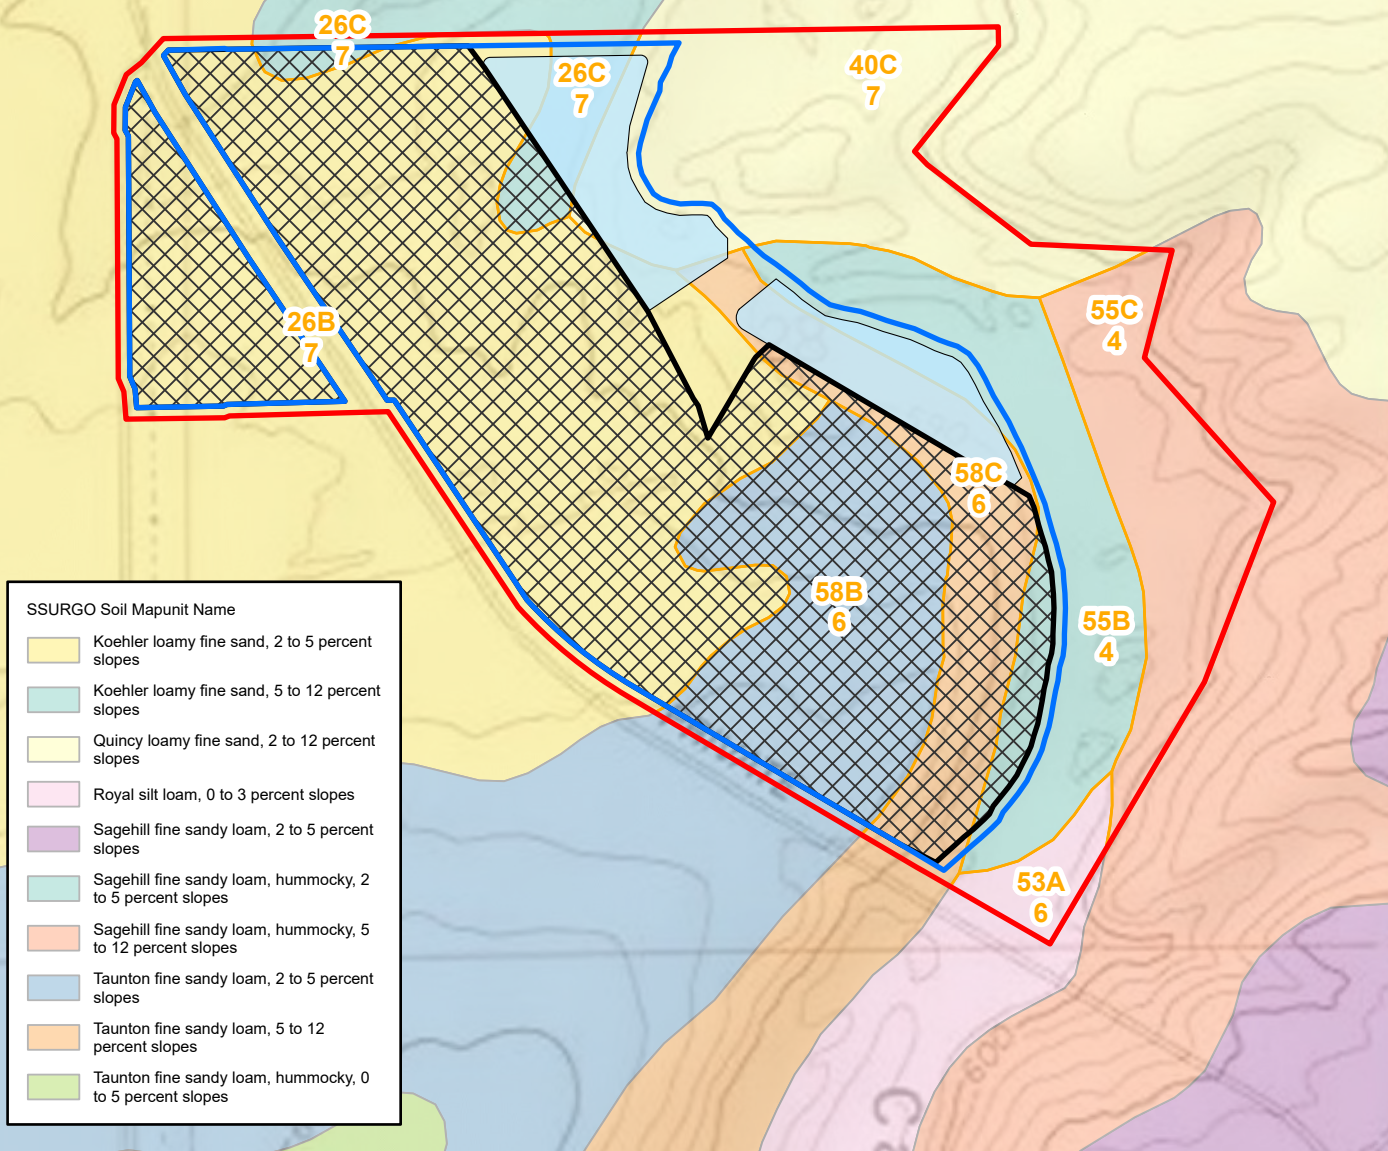 26C
7
26C
7
40C
7
26B
7
55C
4
58C
6
58B
6
55B
4
53A
6
SSURGO Soil Mapunit Name
Koehler loamy fine sand, 2 to 5 percent
slopes
Koehler loamy fine sand, 5 to 12 percent
slopes
Quincy loamy fine sand, 2 to 12 percent
slopes
Royal silt loam, 0 to 3 percent slopes
Sagehill fine sandy loam, 2 to 5 percent
slopes
Sagehill fine sandy loam, hummocky, 2
to 5 percent slopes
Sagehill fine sandy loam, hummocky, 5
to 12 percent slopes
Taunton fine sandy loam, 2 to 5 percent
slopes
Taunton fine sandy loam, 5 to 12
percent slopes
Taunton fine sandy loam, hummocky, 0
to 5 percent slopes
600